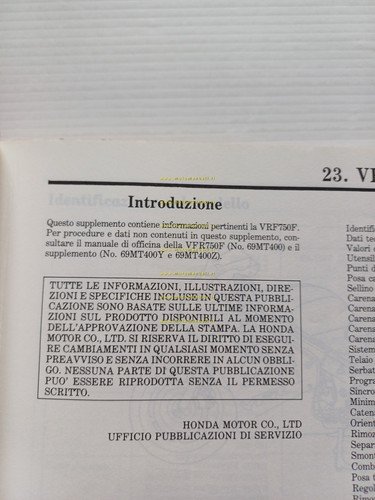 23. V
Introduzione
Questo supplemento contiene informazioni pertinenti la VRF750F.
Per procedure e dati non contenuti in questo supplemento, con-
sultare il manuale di officina della VFR750F (No. 69MT400) e il
supplemento (No. 69MT400Y e 69MT400Z).
TUTTE LE INFORMAZIONI, ILLUSTRAZIONI, DIRE-
ZIONI E SPECIFICHE INCLUSE IN QUESTA PUBBLI-
CAZIONE SONO BASATE SULLE ULTIME INFORMA-
ZIONI SUL PRODOTTO DISPONIBILI AL MOMENTO
DELL'APPROVAZIONE DELLA STAMPA. LA HONDA
MOTOR CO., LTD. SI RISERVA IL DIRITTO DI ESEGUI-
RE CAMBIAMENTI IN QUALSIASI MOMENTO SENZA
PREAVVISO E SENZA INCORRERE IN ALCUN OBBLI-
GO. NESSUNA PARTE DI QUESTA PUBBLICAZIONE
PUO' ESSERE RIPRODOTTA SENZA IL PERMESSO
SCRITTO.
HONDA MOTOR CO., LTD
UFFICIO PUBBLICAZIONI DI SERVIZIO
Identifi
Dati te
Valori
Utensil
Punti d
Posa ca
Sellino
Carena
Carena
Carena
Carena
Sistem
Telaio
Serbat
Progra
Sincro
Minim
Catena
Orient
Rimoz
Separ
Smont
Combi
Posa t
Regol
Rimoz